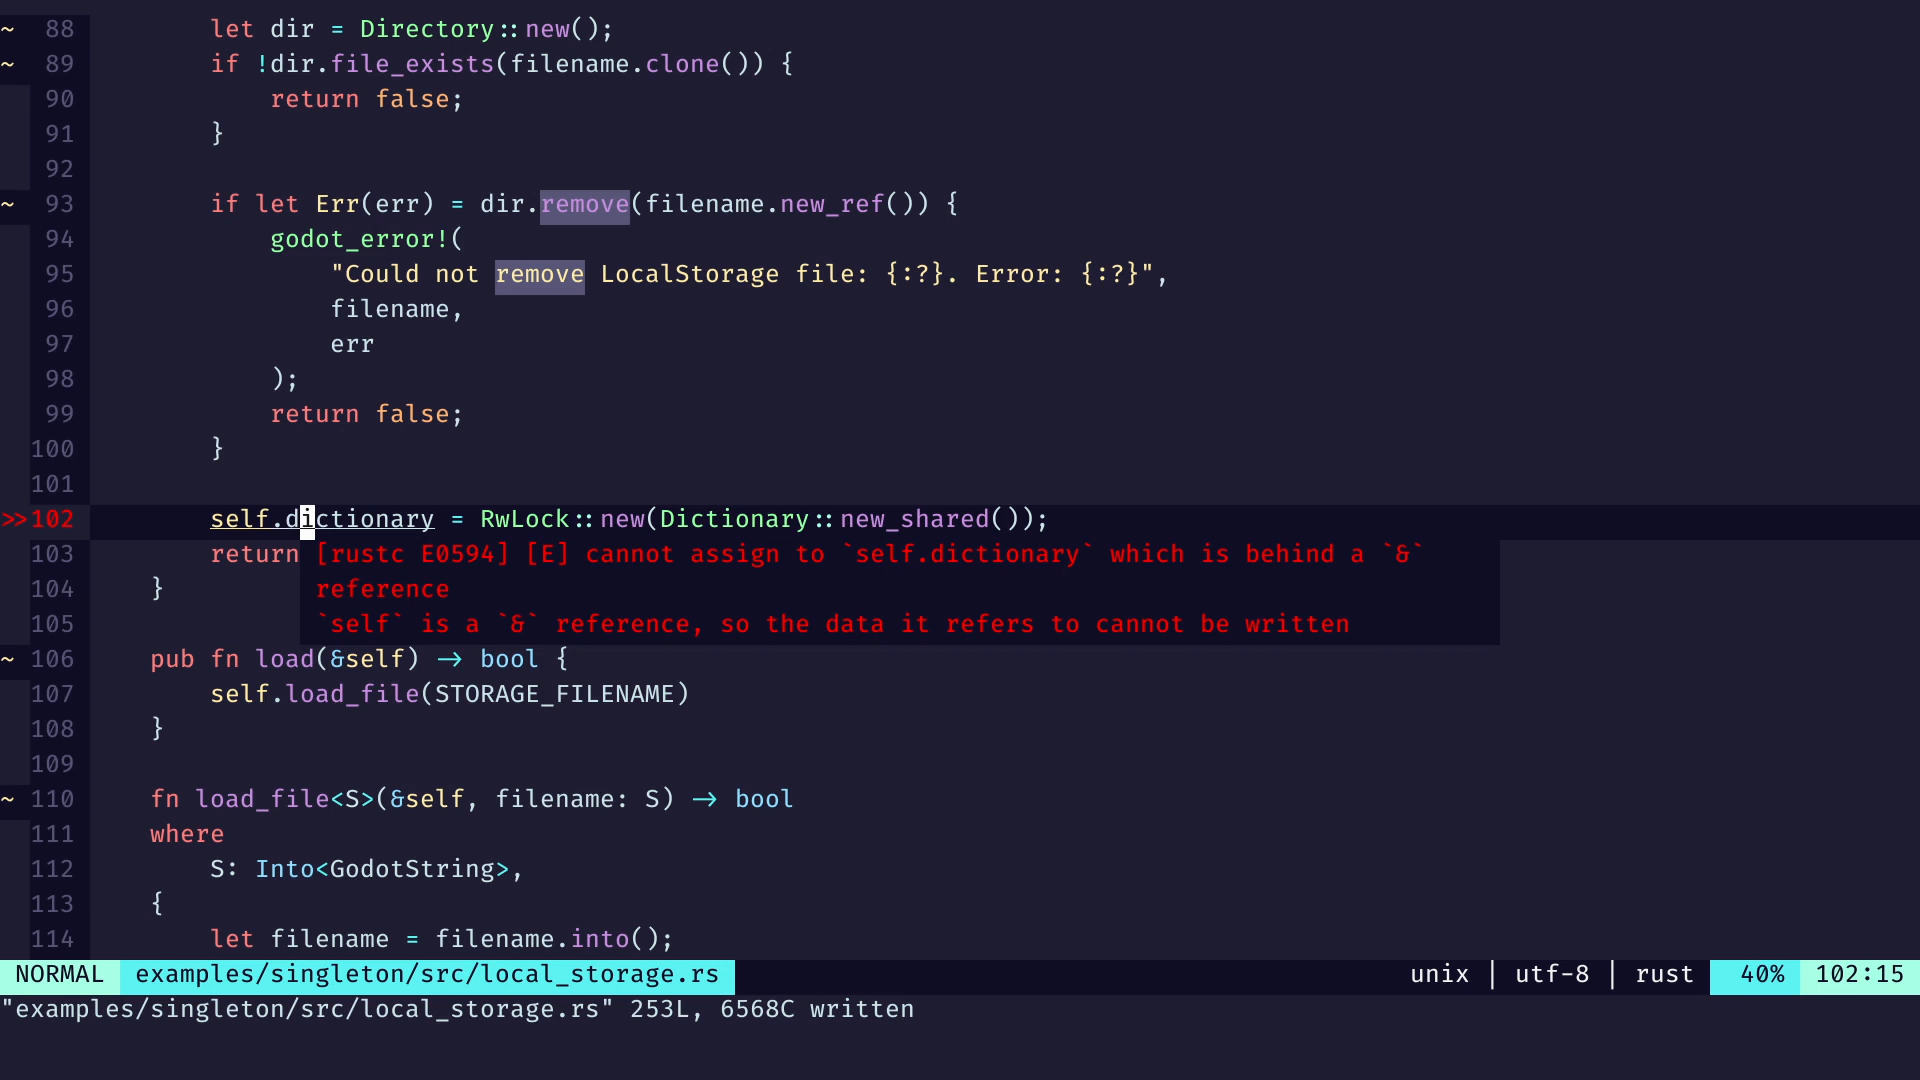 ~ 88 let dir = Directory::new();
~ 89 if !dir.file_exists(filename.clone()) {
90 return false;
91 }
92
~ 93 if let Err(err) = dir.remove(filename.new_ref()) {
94 godot_error!(
95 "Could not remove LocalStorage file: {:?}. Error: {:?}",
96 filename,
97 err
98 );
99 return false;
100 }
101
>>102 self.dictionary = RwLock::new(Dictionary::new_shared());
103 return [rustc E0594] [E] cannot assign to `self.dictionary` which is behind a `&`
104 } reference
105 `self` is a `&` reference, so the data it refers to cannot be written
~ 106 pub fn load(&self) -> bool {
107 self.load_file(STORAGE_FILENAME)
108 }
109
~ 110 fn load_file<S>(&self, filename: S) -> bool
111 where
112 S: Into<GodotString>,
113 {
114 let filename = filename.into();
NORMAL examples/singleton/src/local_storage.rs unix | utf-8 | rust 40% 102:15
"examples/singleton/src/local_storage.rs" 253L, 6568C written